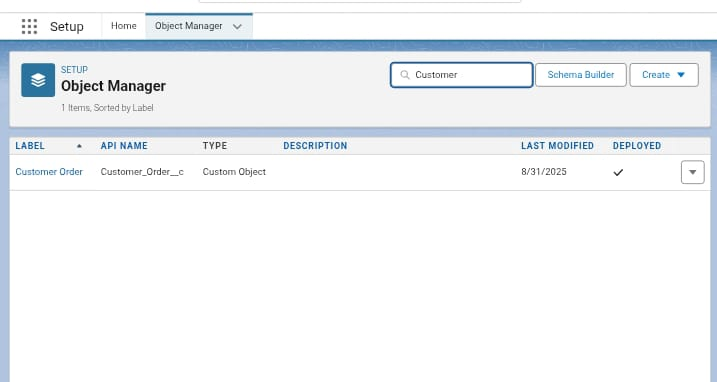 Setup Home Object Manager
SETUP
Object Manager
1 Items, Sorted by Label
Customer Schema Builder Create
LABEL API NAME TYPE DESCRIPTION LAST MODIFIED DEPLOYED
Customer Order Customer_Order__c Custom Object 8/31/2025